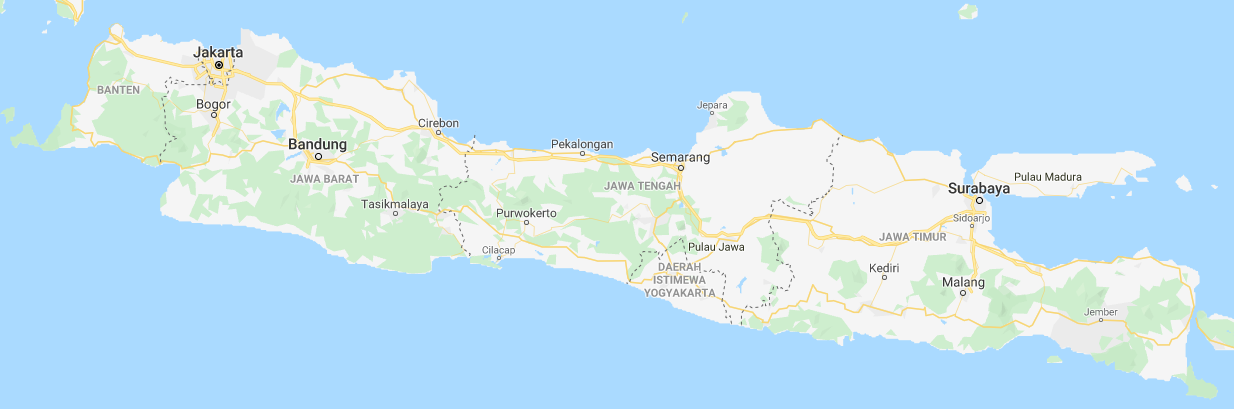 Jakarta
BANTEN
Bogor
Jepara
Cirebon
Bandung
Pekalongan
Semarang
JAWA BARAT
JAWA TENGAH
Pulau Madura
Surabaya
Tasikmalaya
Purwokerto
Sidoarjo
JAWA TIMUR
Cilacap
Pulau Jawa
DAERAH
ISTIMEWA
YOGYAKARTA
Kediri
Malang
Jember